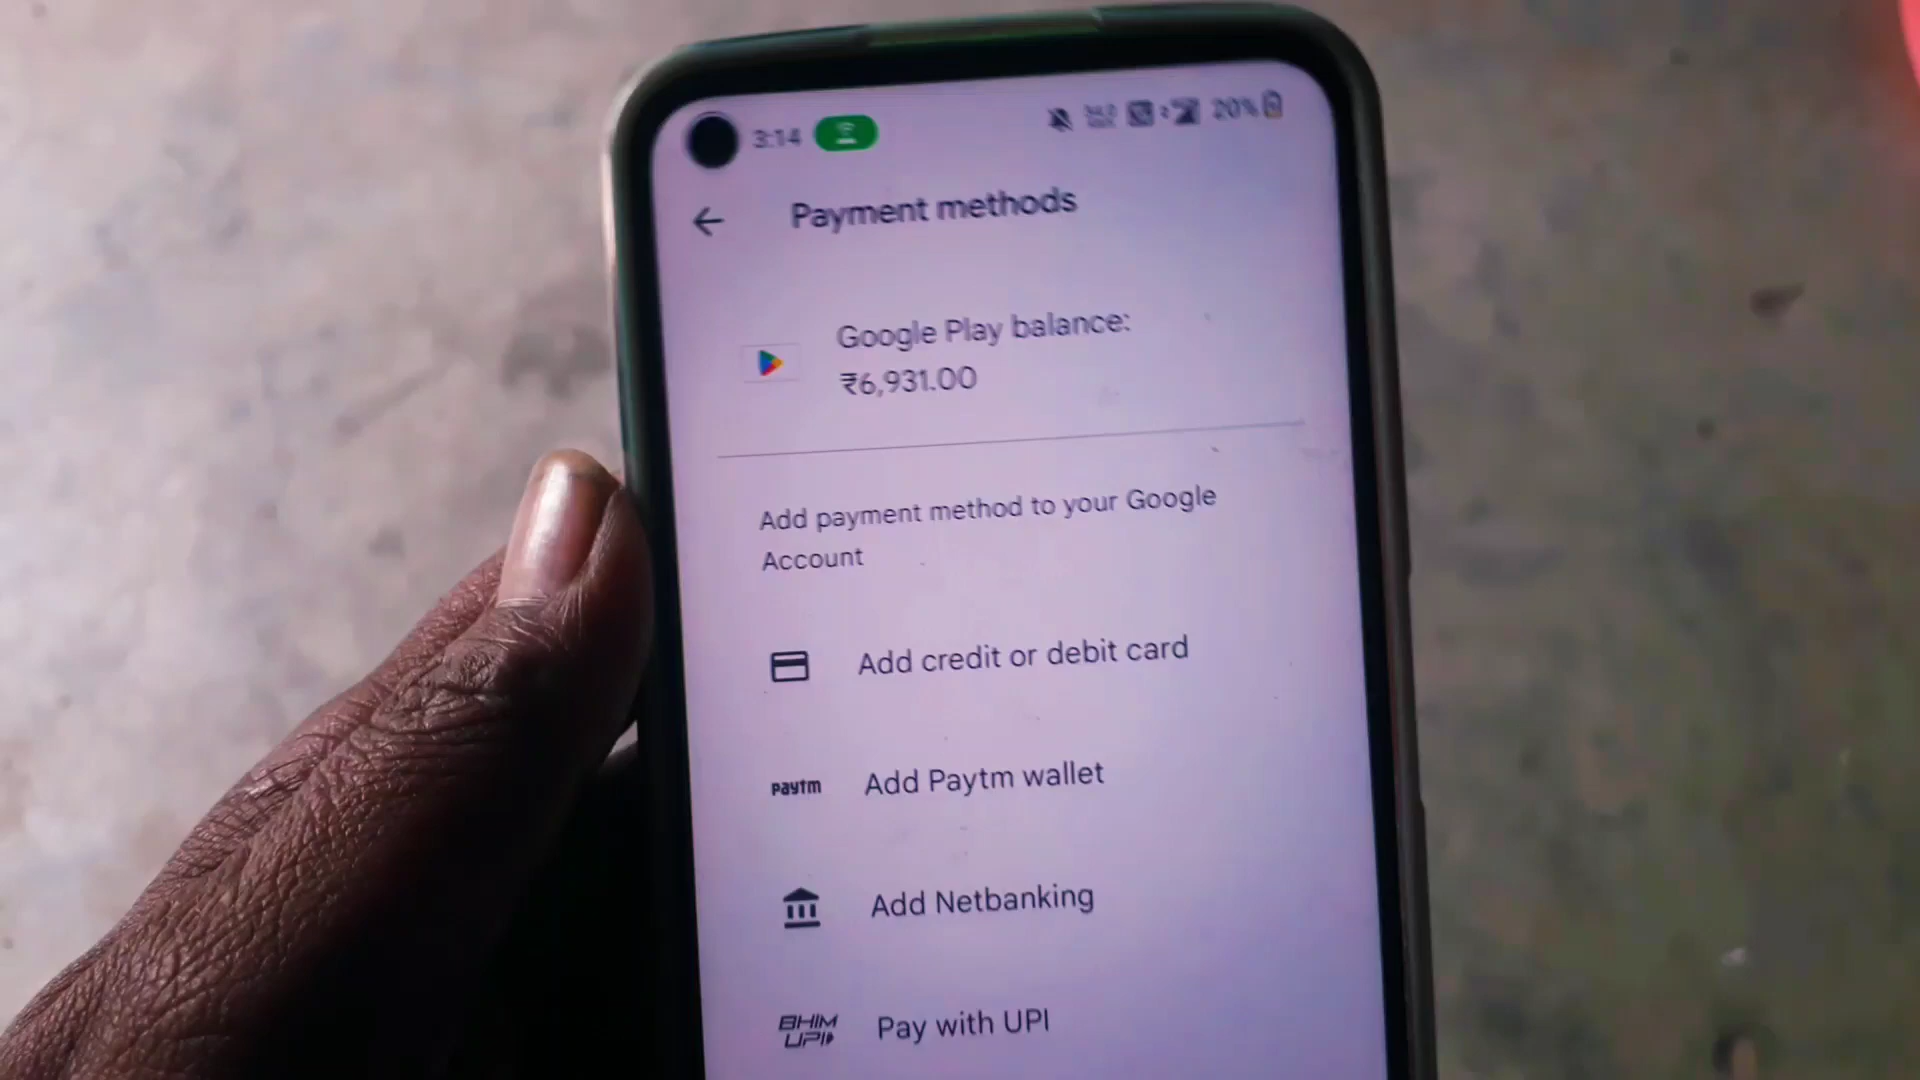 3:14
20%
Payment methods
Google Play balance:
₹6,931.00
Add payment method to your Google
Account
Add credit or debit card
paytm Add Paytm wallet
Add Netbanking
BHIM
UPI
Pay with UPI